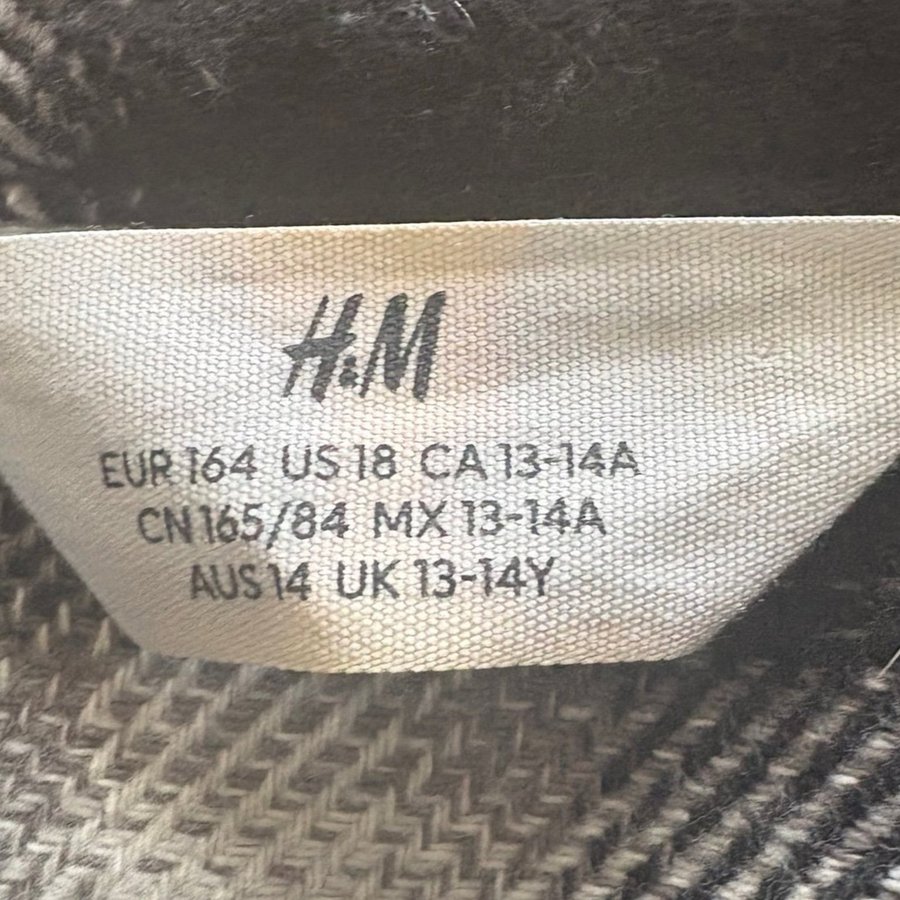 H&M
EUR 164 US 18 CA 13-14A
CN 165/84 MX 13-14A
AUS 14 UK 13-14Y